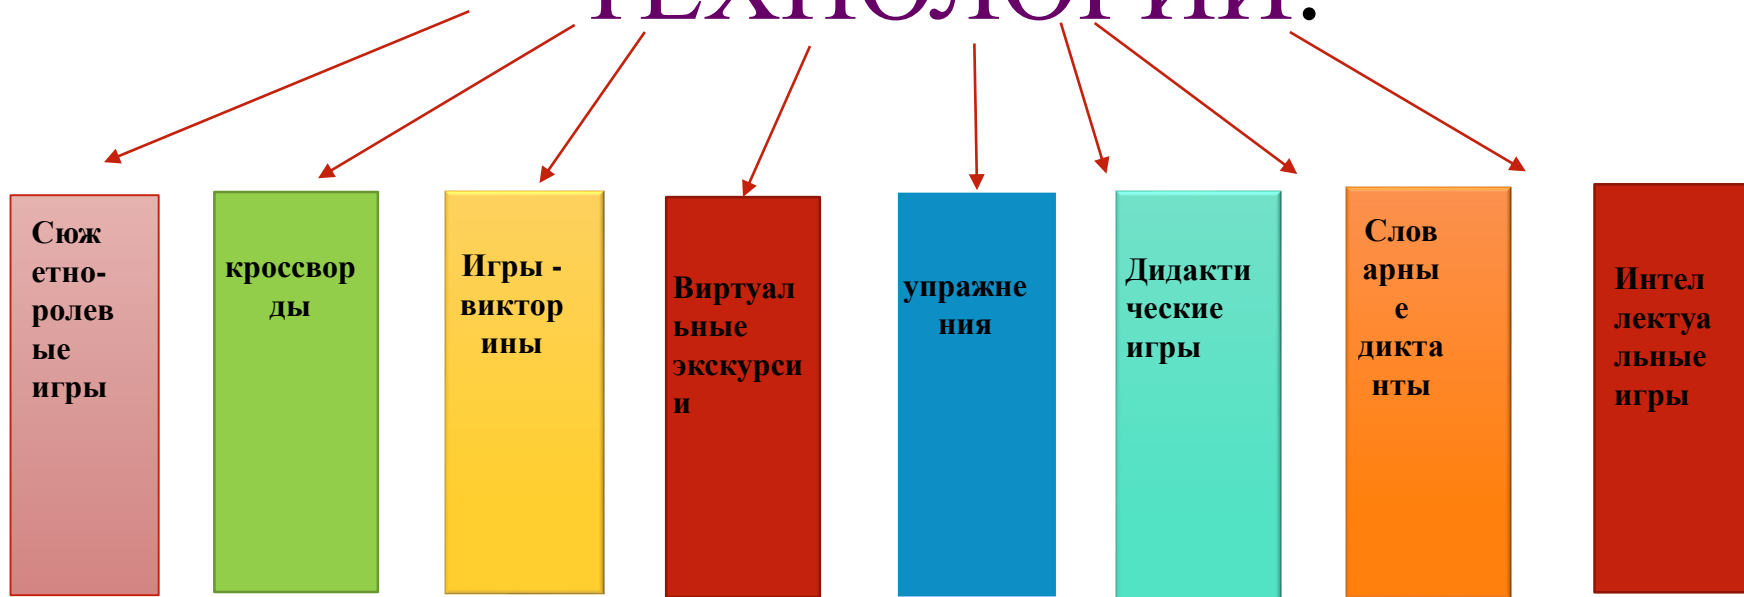 ТЕХНОЛОГИИ:
Сюж
етно-
ролев
ые
игры
кроссвор
ды
Игры -
виктор
ины
Виртуал
ьные
экскурси
и
упражне
ния
Дидакти
ческие
игры
Слов
арны
е
дикта
нты
Интел
лектуа
льные
игры